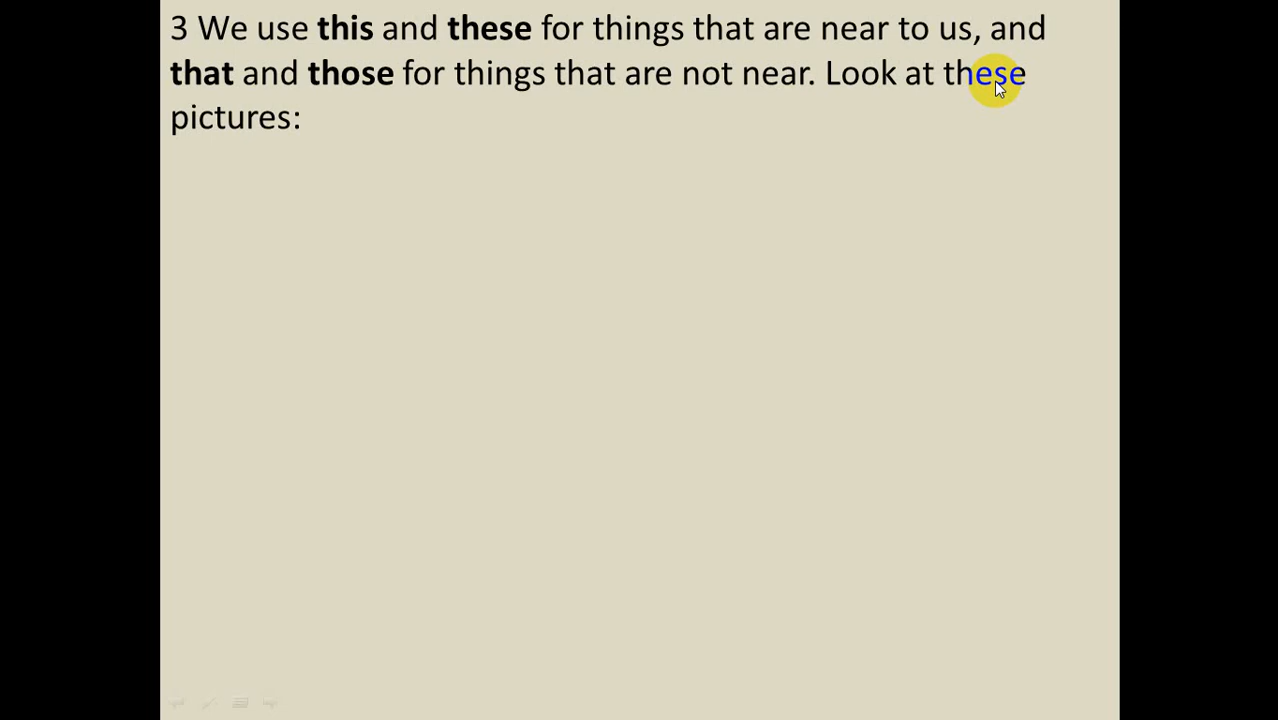 3 We use this and these for things that are near to us, and
that and those for things that are not near. Look at these
pictures: